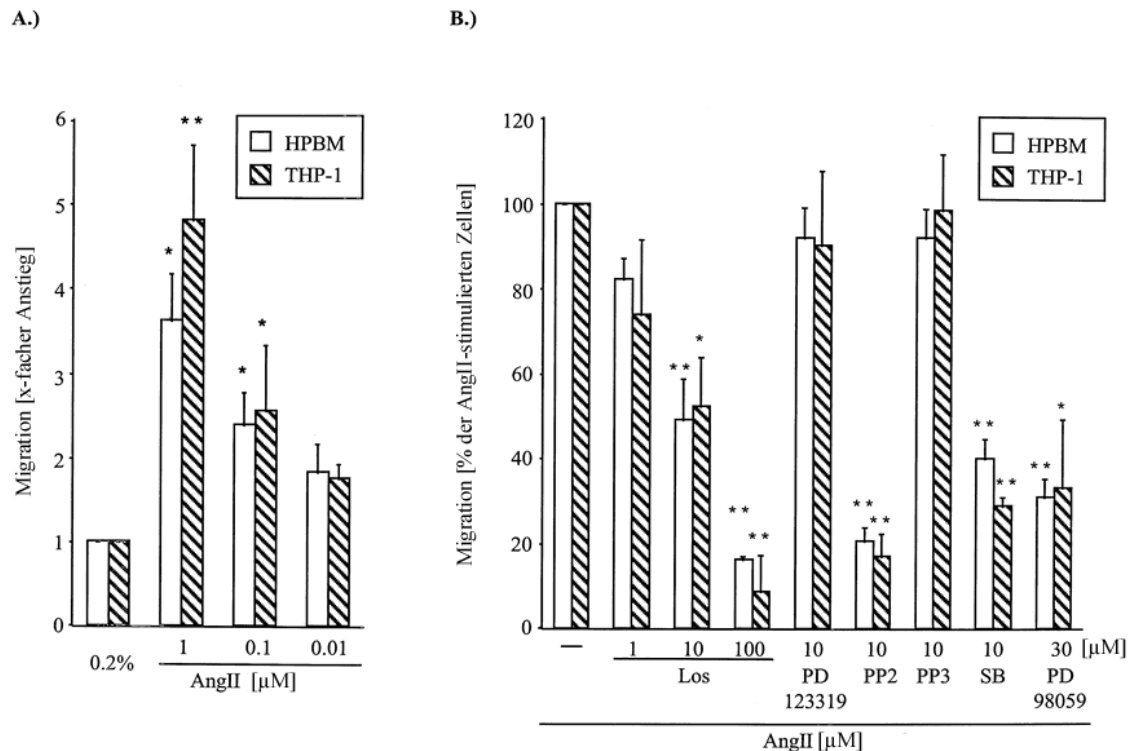 A.)
B.)
Migration [x-facher Anstieg]
6
5
4
3
2
1
0
HPBM
THP-1
*
**
*
*
0.2%
1
0.1
0.01
AngII [µM]
Migration [% der AngII-stimulierten Zellen]
120
100
80
60
40
20
0
HPBM
THP-1
**
*
**
**
**
**
**
**
**
*
— 1 10 100 10 10 10 10 30 [µM]
Los PD PP2 PP3 SB PD
123319 98059
AngII [µM]